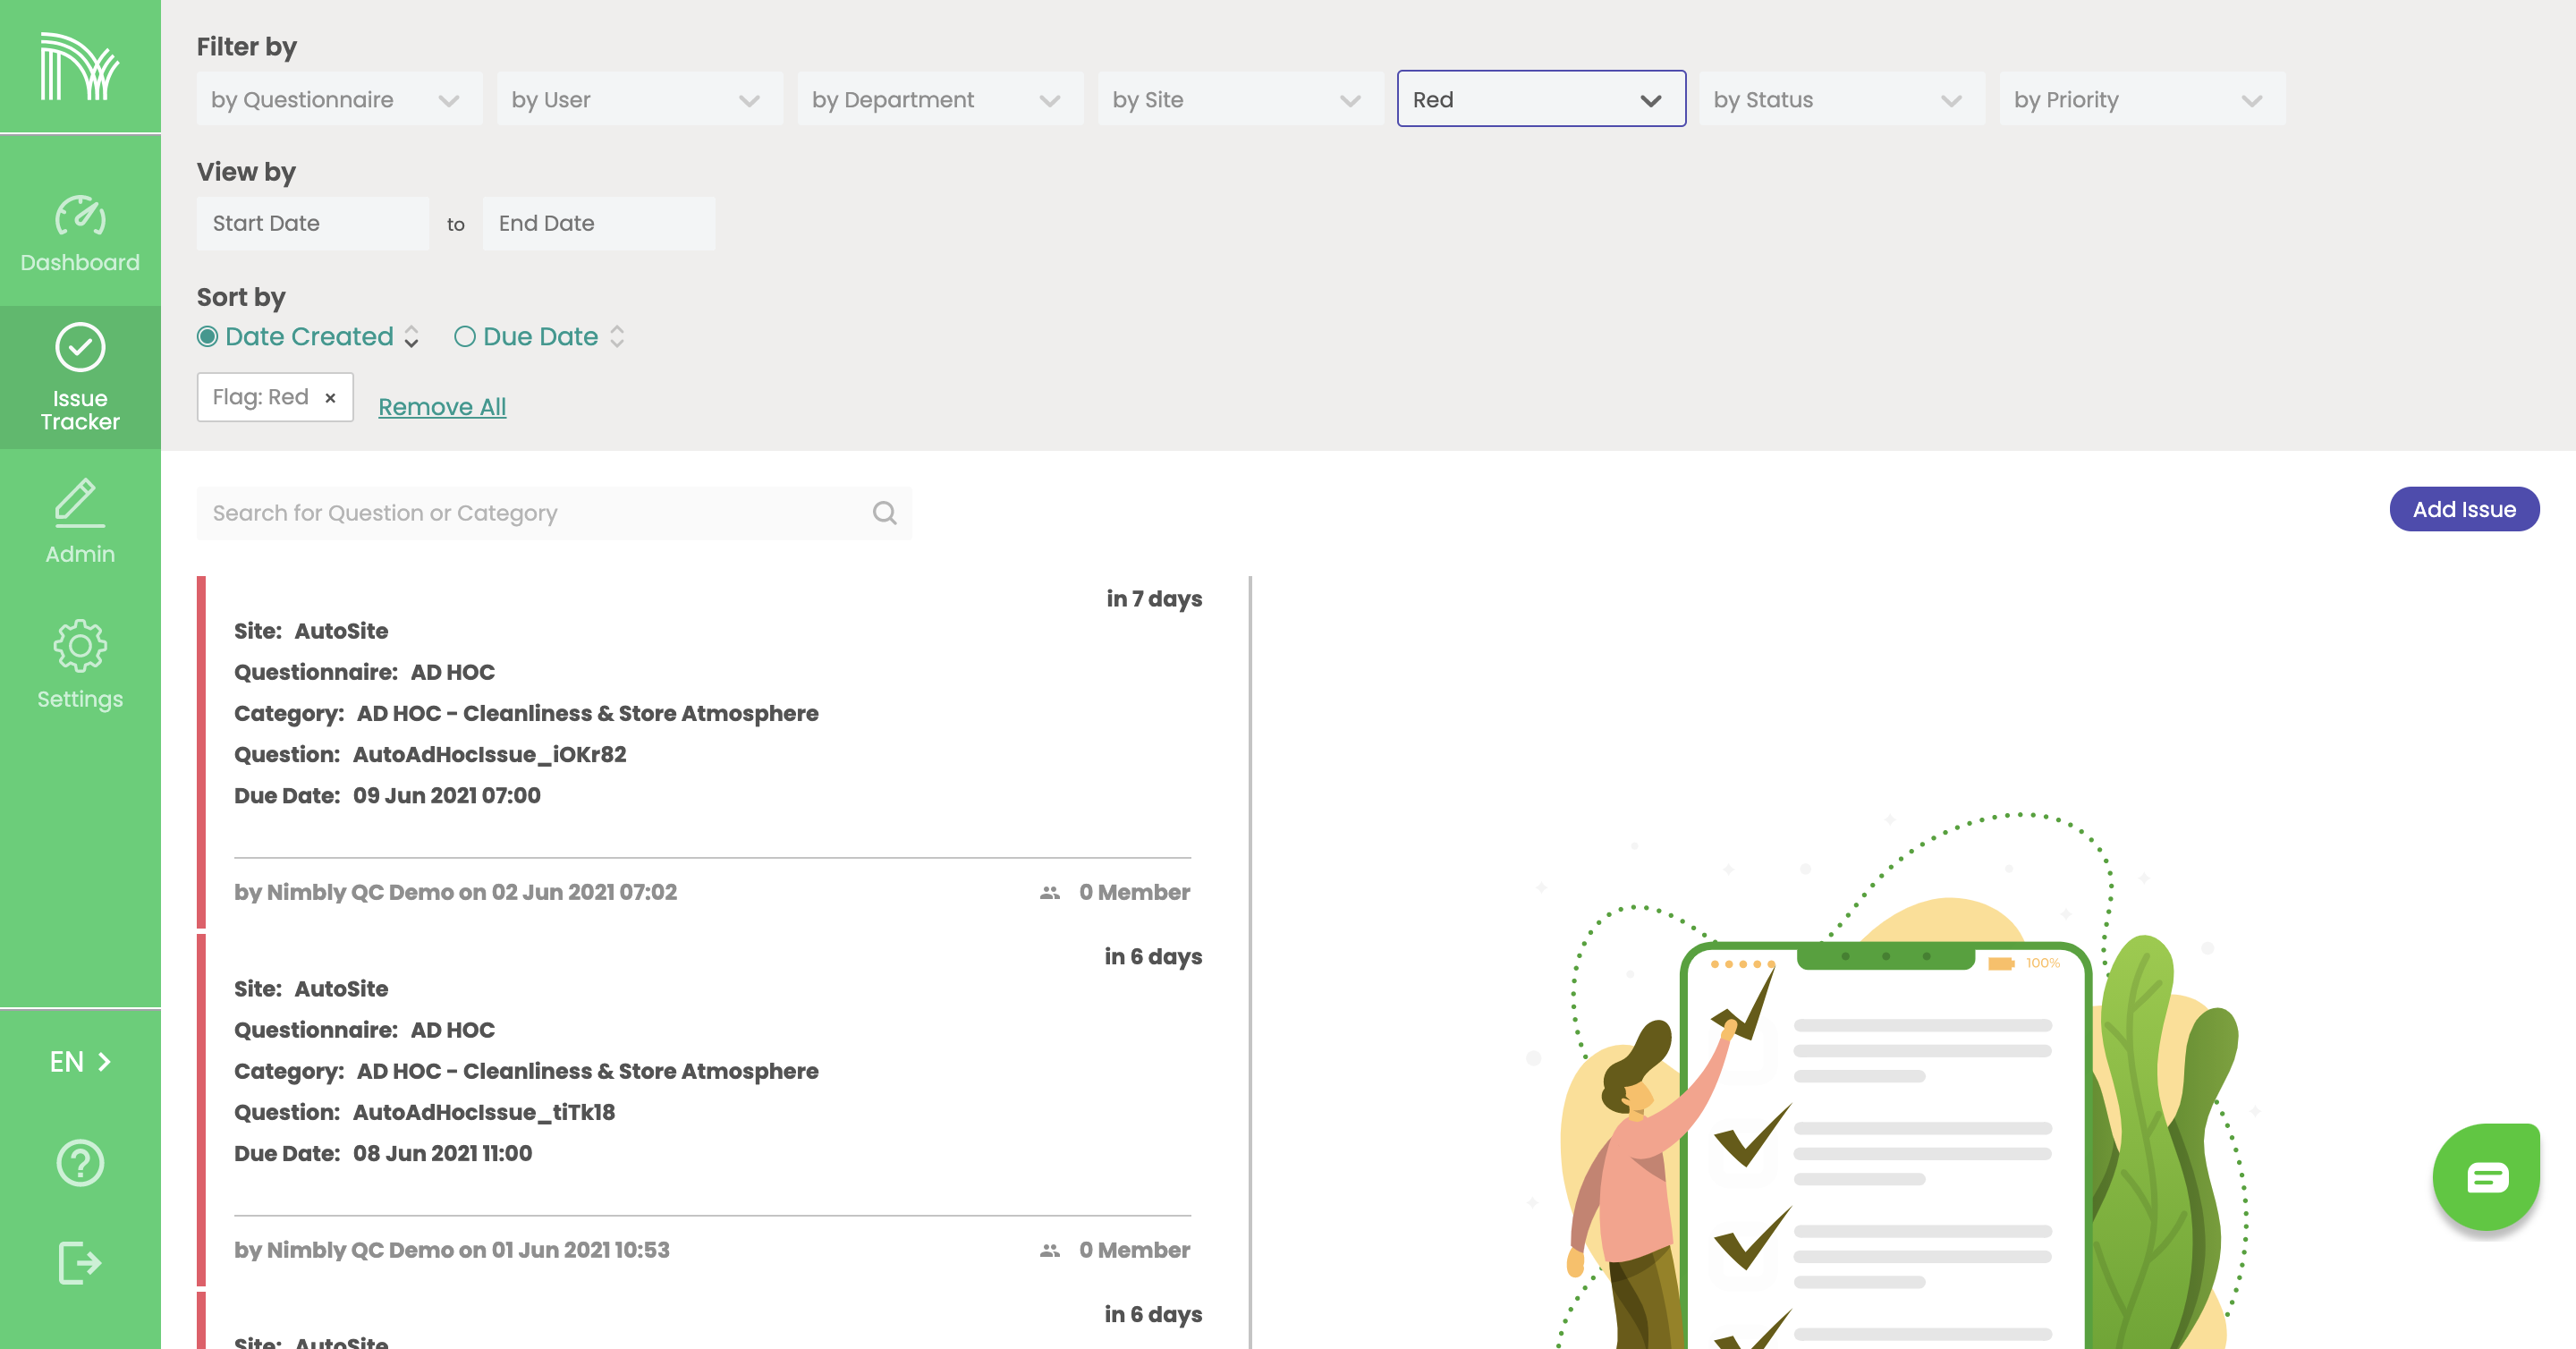 Filter by
by Questionnaire by User by Department by Site Red by Status by Priority
View by
Start Date to End Date
Sort by
Date Created Due Date
Flag: Red × Remove All
Dashboard
Issue
Tracker
Admin
Settings
EN
Search for Question or Category
Add Issue
in 7 days
Site: AutoSite
Questionnaire: AD HOC
Category: AD HOC - Cleanliness & Store Atmosphere
Question: AutoAdHocIssue_iOKr82
Due Date: 09 Jun 2021 07:00
by Nimbly QC Demo on 02 Jun 2021 07:02 0 Member
in 6 days
Site: AutoSite
Questionnaire: AD HOC
Category: AD HOC - Cleanliness & Store Atmosphere
Question: AutoAdHocIssue_tiTk18
Due Date: 08 Jun 2021 11:00
by Nimbly QC Demo on 01 Jun 2021 10:53 0 Member
in 6 days
Site: AutoSite
100%